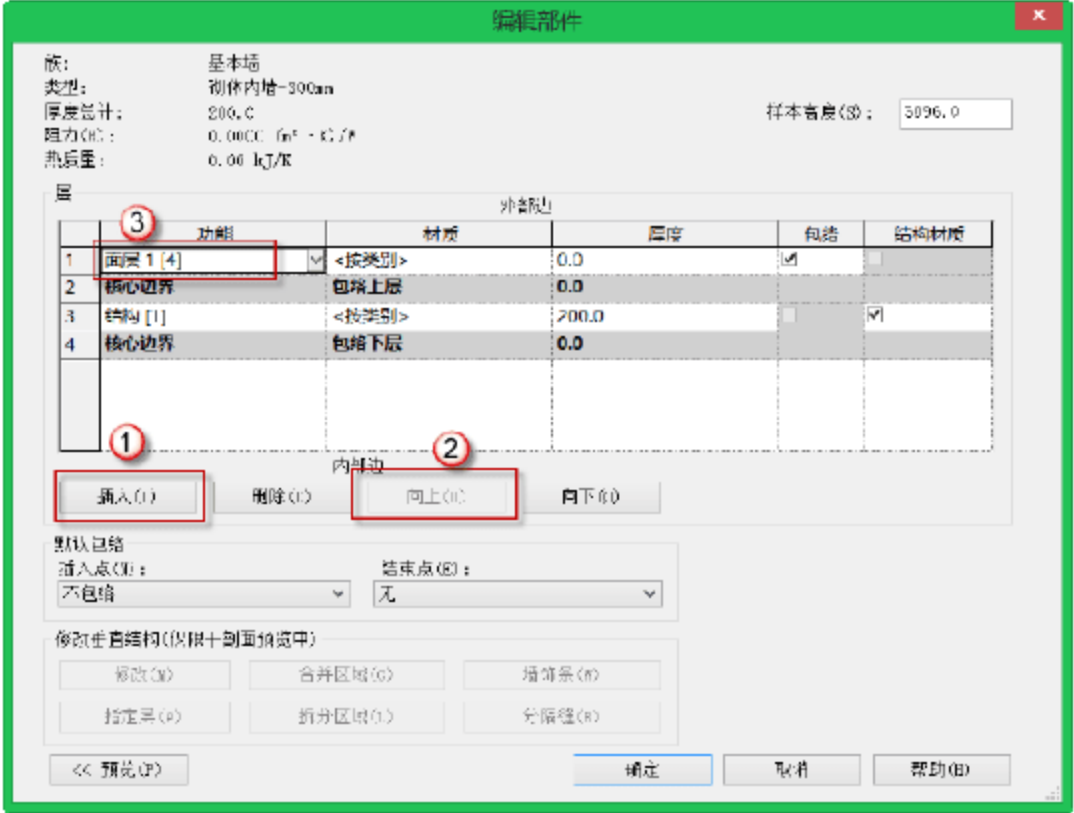 编辑部件
族: 基本墙
类型: 砌体内墙-300mm
厚度总计: 200.0 样本高度(S): 3096.0
阻力(R): 0.0000 (m² · K)/W
热质量: 0.00 kJ/K
层
外部边
③
功能 材质 厚度 包络 结构材质
1 面层 1 [4] <按类别> 0.0
2 核心边界 包络上层 0.0
3 结构 [1] <按类别> 200.0
4 核心边界 包络下层 0.0
① ②
内部边
插入(I) 删除(D) 向上(U) 向下(O)
默认包络
插入点(N): 结束点(E):
不包络 无
修改垂直结构(仅限于剖面预览中)
修改(M) 合并区域(G) 墙饰条(W)
指定层(A) 拆分区域(L) 分隔缝(R)
<< 预览(P) 确定 取消 帮助(H)